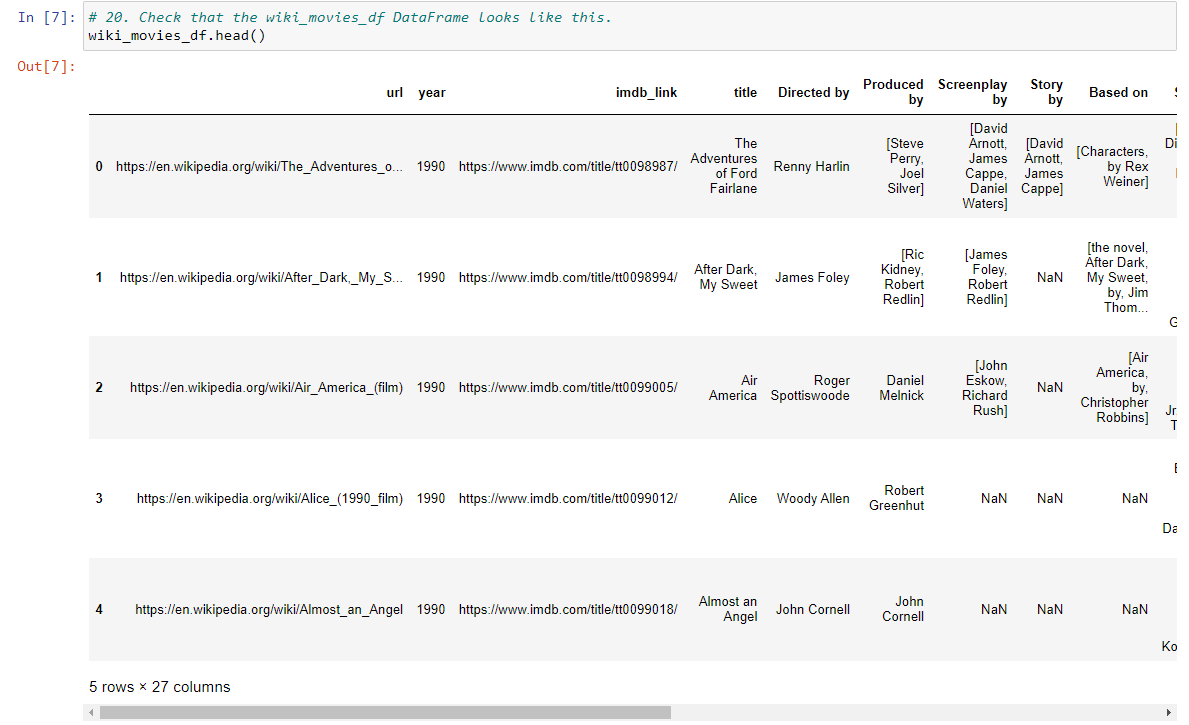 In [7]: # 20. Check that the wiki_movies_df DataFrame looks like this.
wiki_movies_df.head()
Out[7]:
url year imdb_link title Directed by Produced by Screenplay by Story by Based on
0 https://en.wikipedia.org/wiki/The_Adventures_o... 1990 https://www.imdb.com/title/tt0098987/ The Adventures of Ford Fairlane Renny Harlin [Steve Perry, Joel Silver] [David Arnott, James Cappe, Daniel Waters] [David Arnott, James Cappe] [Characters, by Rex Weiner]
1 https://en.wikipedia.org/wiki/After_Dark,_My_S... 1990 https://www.imdb.com/title/tt0098994/ After Dark, My Sweet James Foley [Ric Kidney, Robert Redlin] [James Foley, Robert Redlin] NaN [the novel, After Dark, My Sweet, by, Jim Thom...
2 https://en.wikipedia.org/wiki/Air_America_(film) 1990 https://www.imdb.com/title/tt0099005/ Air America Roger Spottiswoode Daniel Melnick [John Eskow, Richard Rush] NaN [Air America, by, Christopher Robbins]
3 https://en.wikipedia.org/wiki/Alice_(1990_film) 1990 https://www.imdb.com/title/tt0099012/ Alice Woody Allen Robert Greenhut NaN NaN NaN
4 https://en.wikipedia.org/wiki/Almost_an_Angel 1990 https://www.imdb.com/title/tt0099018/ Almost an Angel John Cornell John Cornell NaN NaN NaN
5 rows × 27 columns